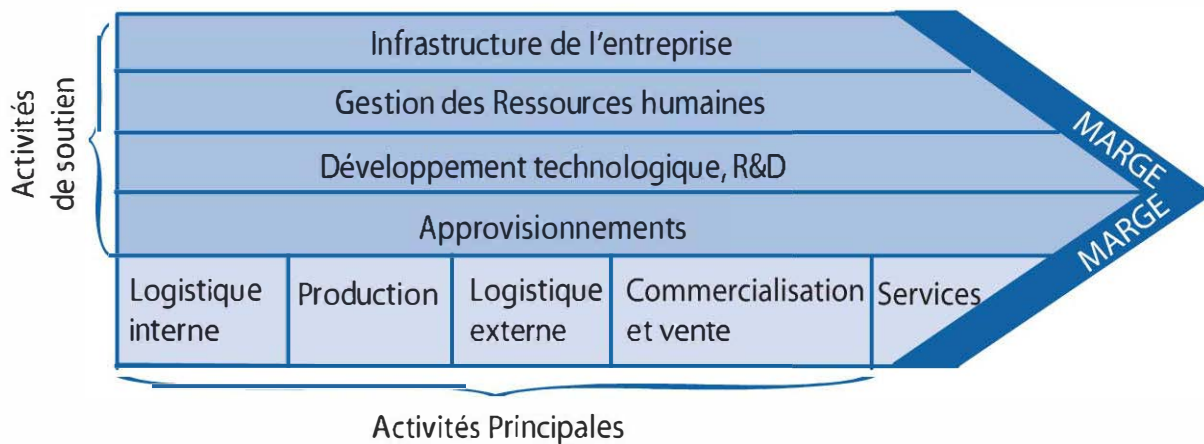 Activités
de soutien
Infrastructure de l'entreprise
Gestion des Ressources humaines
Développement technologique, R&D
Approvisionnements
MARGE
MARGE
Logistique
interne
Production
Logistique
externe
Commercialisation
et vente
Services
Activités Principales